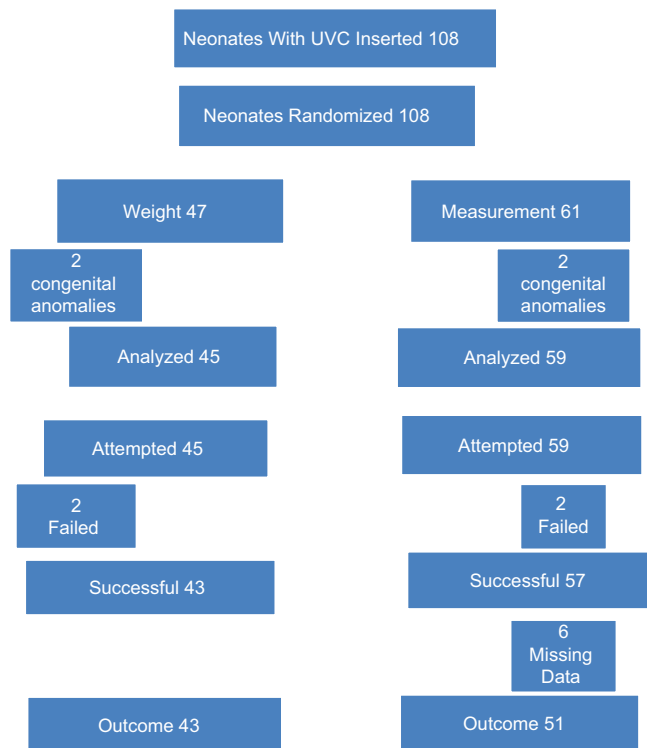 Neonates With UVC Inserted 108
Neonates Randomized 108
Weight 47
Measurement 61
2
congenital
anomalies
2
congenital
anomalies
Analyzed 45
Analyzed 59
Attempted 45
Attempted 59
2
Failed
2
Failed
Successful 43
Successful 57
6
Missing
Data
Outcome 43
Outcome 51